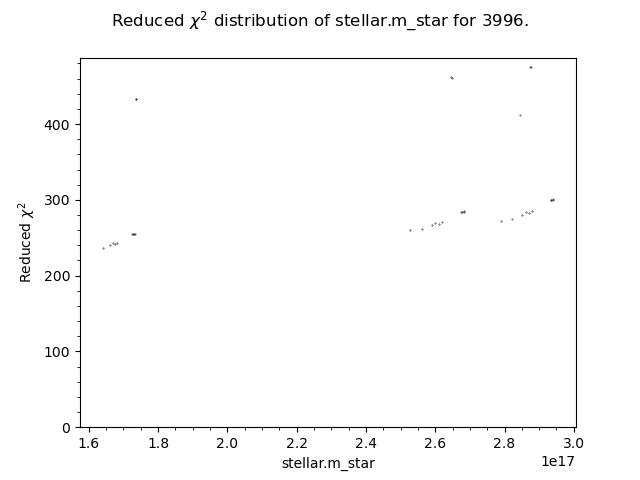 Reduced χ² distribution of stellar.m_star for 3996.
Reduced χ²
400
300
200
100
0
1.6 1.8 2.0 2.2 2.4 2.6 2.8 3.0
1e17
stellar.m_star